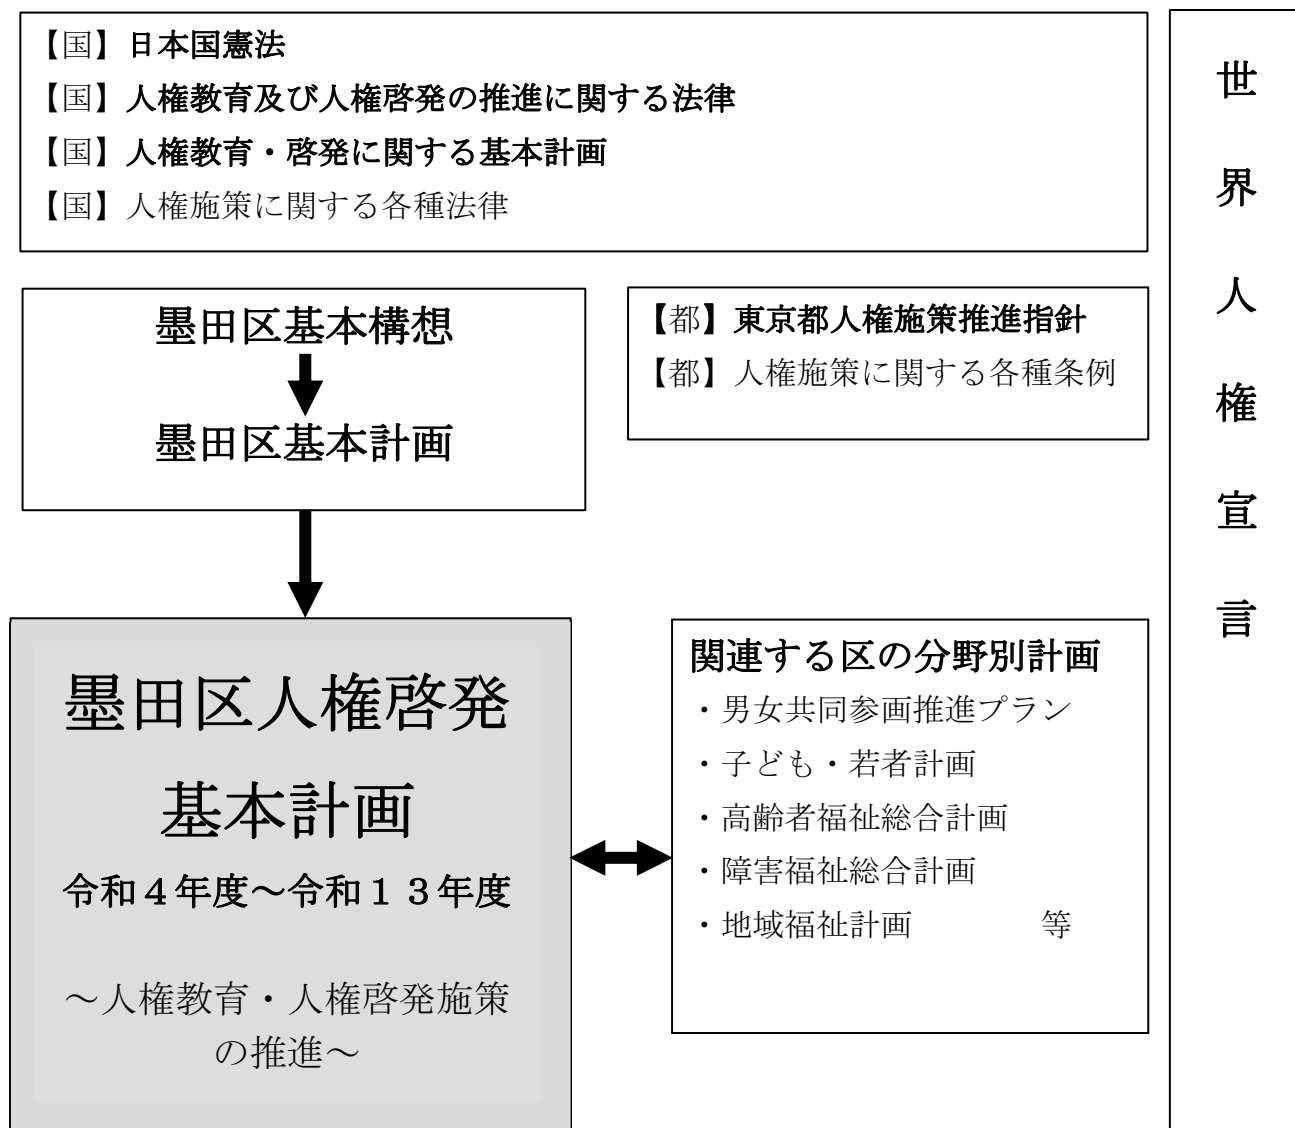 【国】日本国憲法
【国】人権教育及び人権啓発の推進に関する法律
【国】人権教育・啓発に関する基本計画
【国】人権施策に関する各種法律
墨田区基本構想
墨田区基本計画
【都】東京都人権施策推進指針
【都】人権施策に関する各種条例
墨田区人権啓発
基本計画
令和４年度～令和１３年度
～人権教育・人権啓発施策
の推進～
関連する区の分野別計画
・男女共同参画推進プラン
・子ども・若者計画
・高齢者福祉総合計画
・障害福祉総合計画
・地域福祉計画　　　　等
世界人権宣言